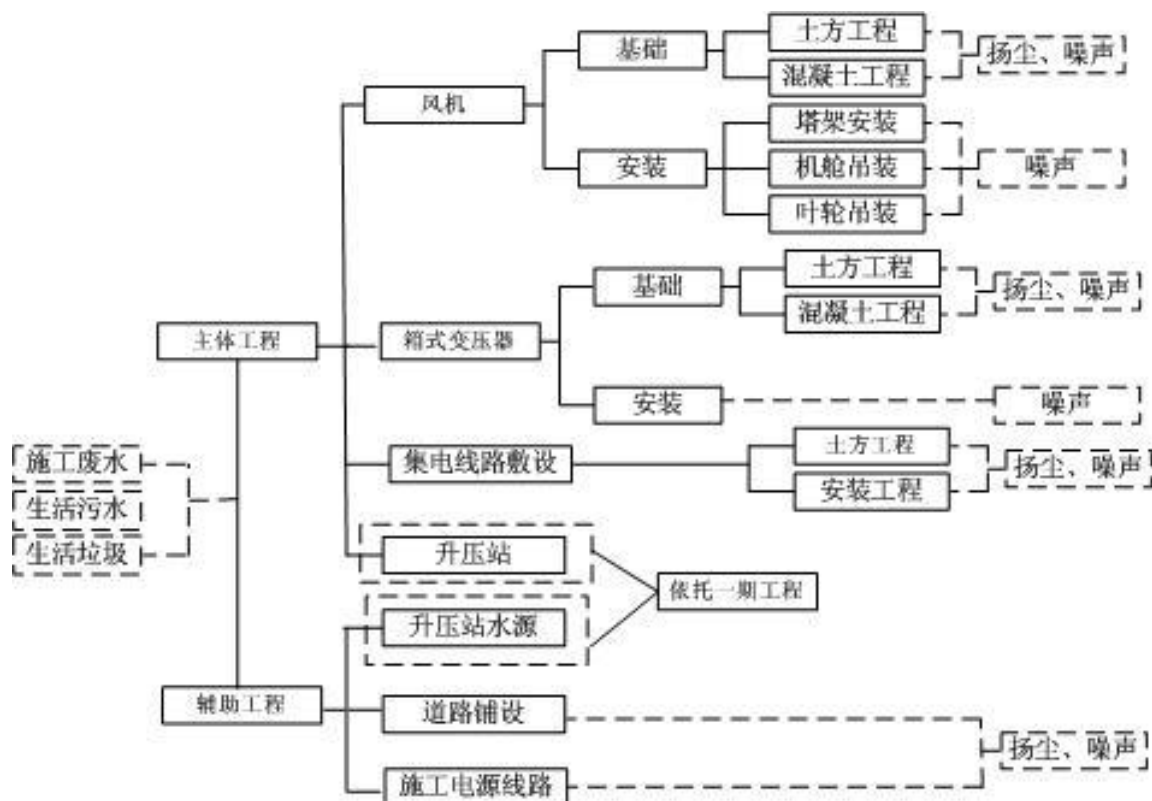 土方工程
基础
扬尘、噪声
混凝土工程
风机
塔架安装
安装
机舱吊装
噪声
叶轮吊装
土方工程
基础
扬尘、噪声
混凝土工程
主体工程
箱式变压器
安装
噪声
土方工程
施工废水
集电线路敷设
扬尘、噪声
安装工程
生活污水
生活垃圾
升压站
依托一期工程
升压站水源
辅助工程
道路铺设
扬尘、噪声
施工电源线路